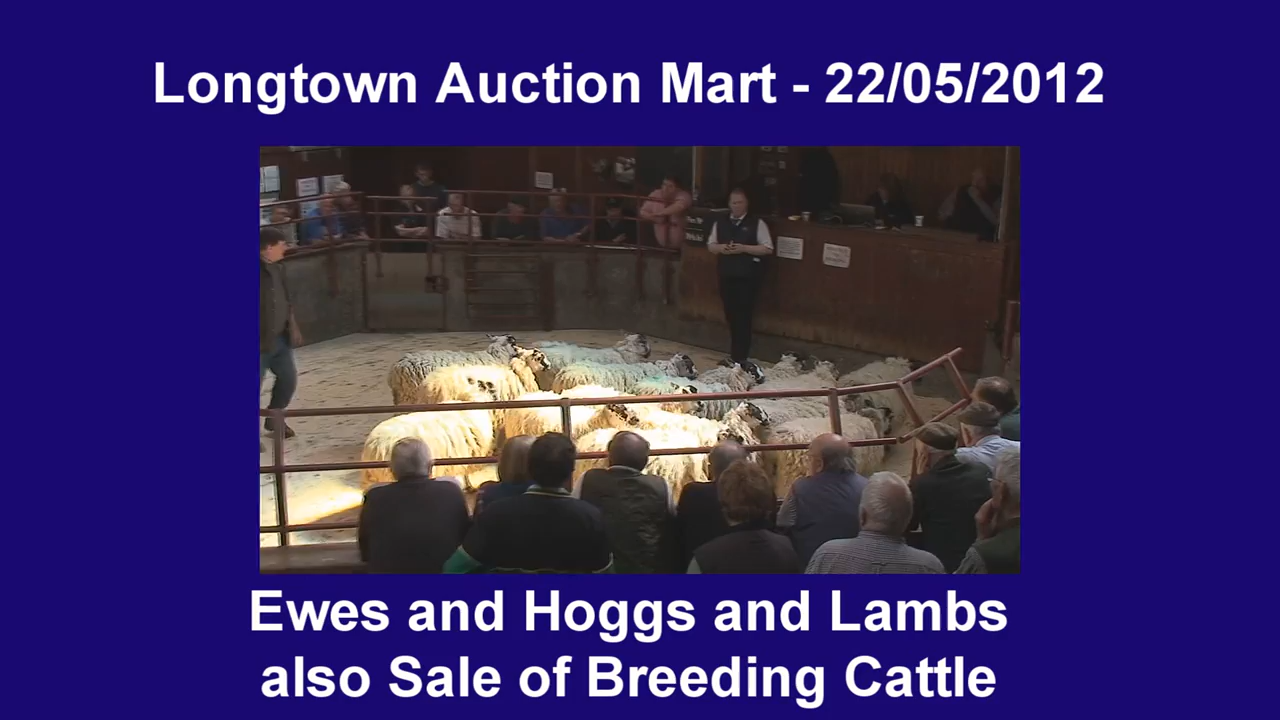 Longtown Auction Mart - 22/05/2012
Ewes and Hoggs and Lambs
also Sale of Breeding Cattle